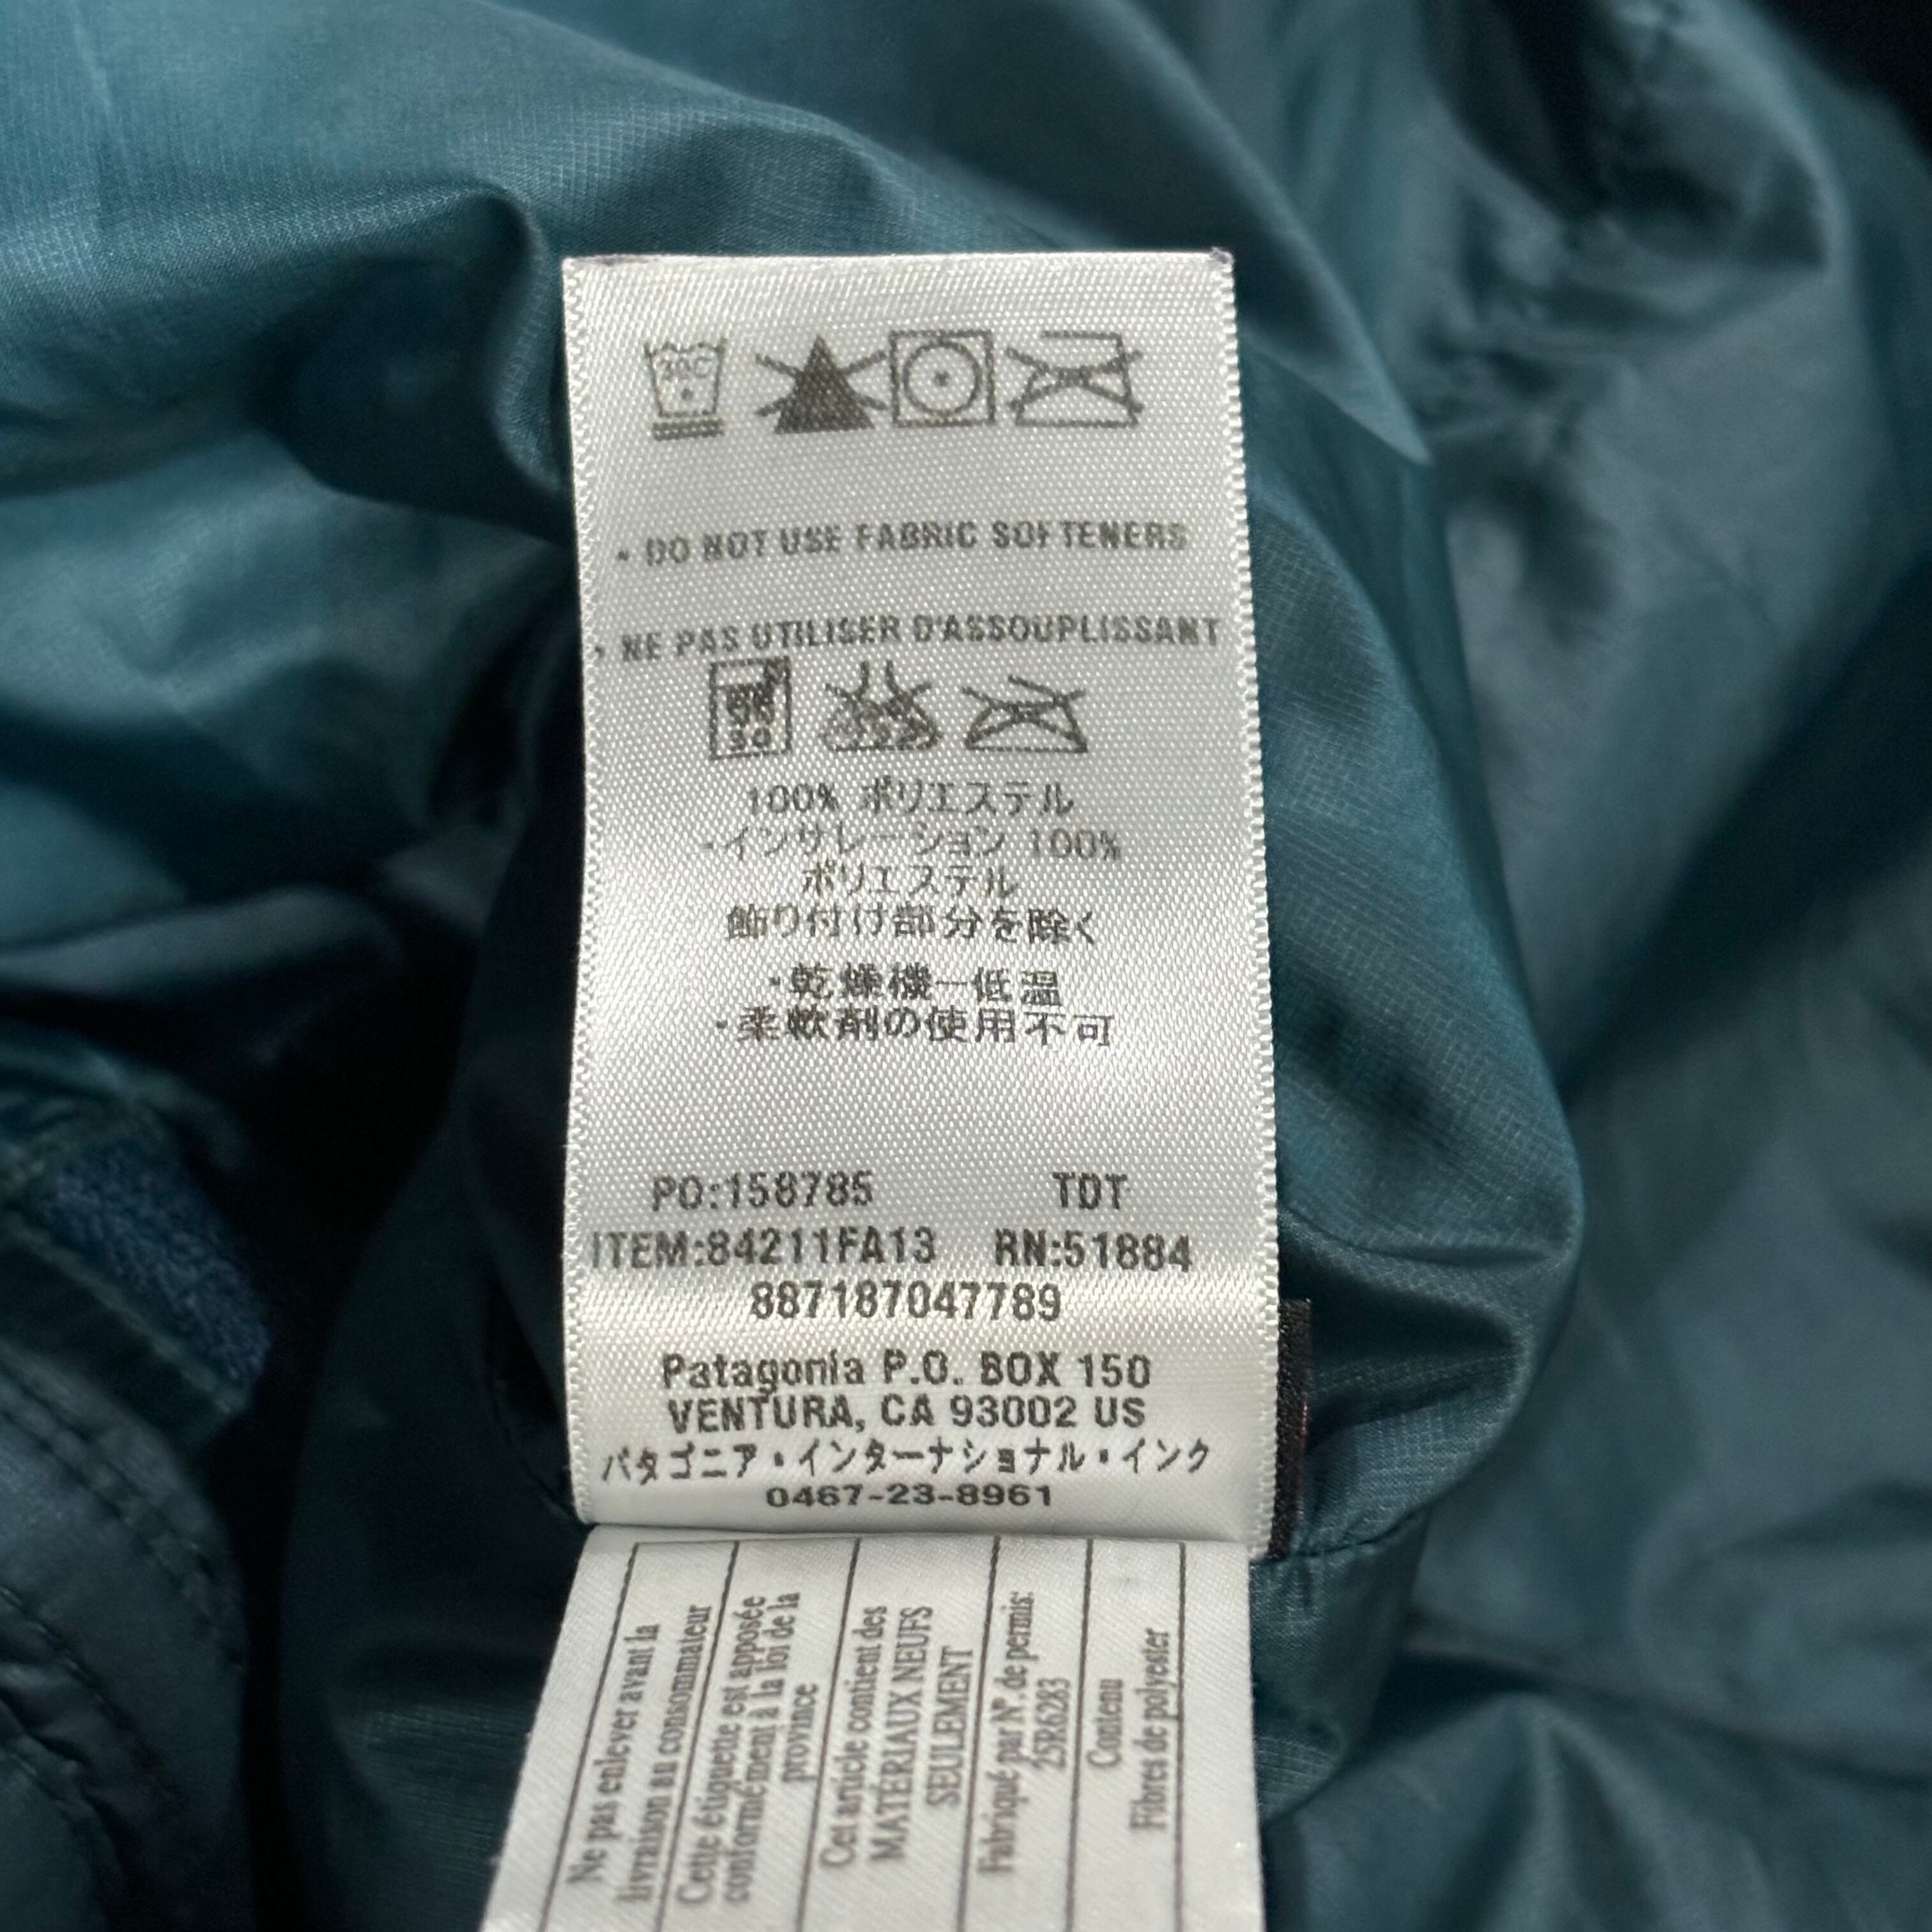 30C
• DO NOT USE FABRIC SOFTENERS
• NE PAS UTILISER D'ASSOUPLISSANT
30
100% ポリエステル
・インサレーション 100%
ポリエステル
飾り付け部分を除く
・乾燥機ー低温
・柔軟剤の使用不可
PO:158785 TDT
ITEM:84211FA13 RN:51884
887187047789
Patagonia P.O. BOX 150
VENTURA, CA 93002 US
パタゴニア・インターナショナル・インク
0467-23-8961
Ne pas enlever avant la
livraison au consommateur
Cette étiquette est apposée
conformément à la loi de la
province
Cet article contient des
MATÉRIAUX NEUFS
SEULEMENT
Fabriqué par N°. de permis:
25R6283
Contenu
Fibres de polyester